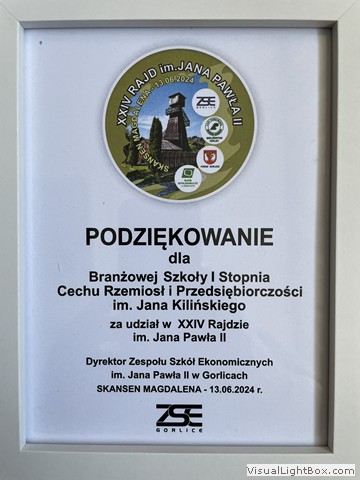 XXIV RAJD im. JANA PAWŁA II
SKANSEN MAGDALENA - 13.06.2024
ZSE
GORLICE
PODZIĘKOWANIE
dla
Branżowej Szkoły I Stopnia
Cechu Rzemiosł i Przedsiębiorczości
im. Jana Kilińskiego
za udział w XXIV Rajdzie
im. Jana Pawła II
Dyrektor Zespołu Szkół Ekonomicznych
im. Jana Pawła II w Gorlicach
SKANSEN MAGDALENA - 13.06.2024 r.
ZSE
GORLICE
VisualLightBox.com